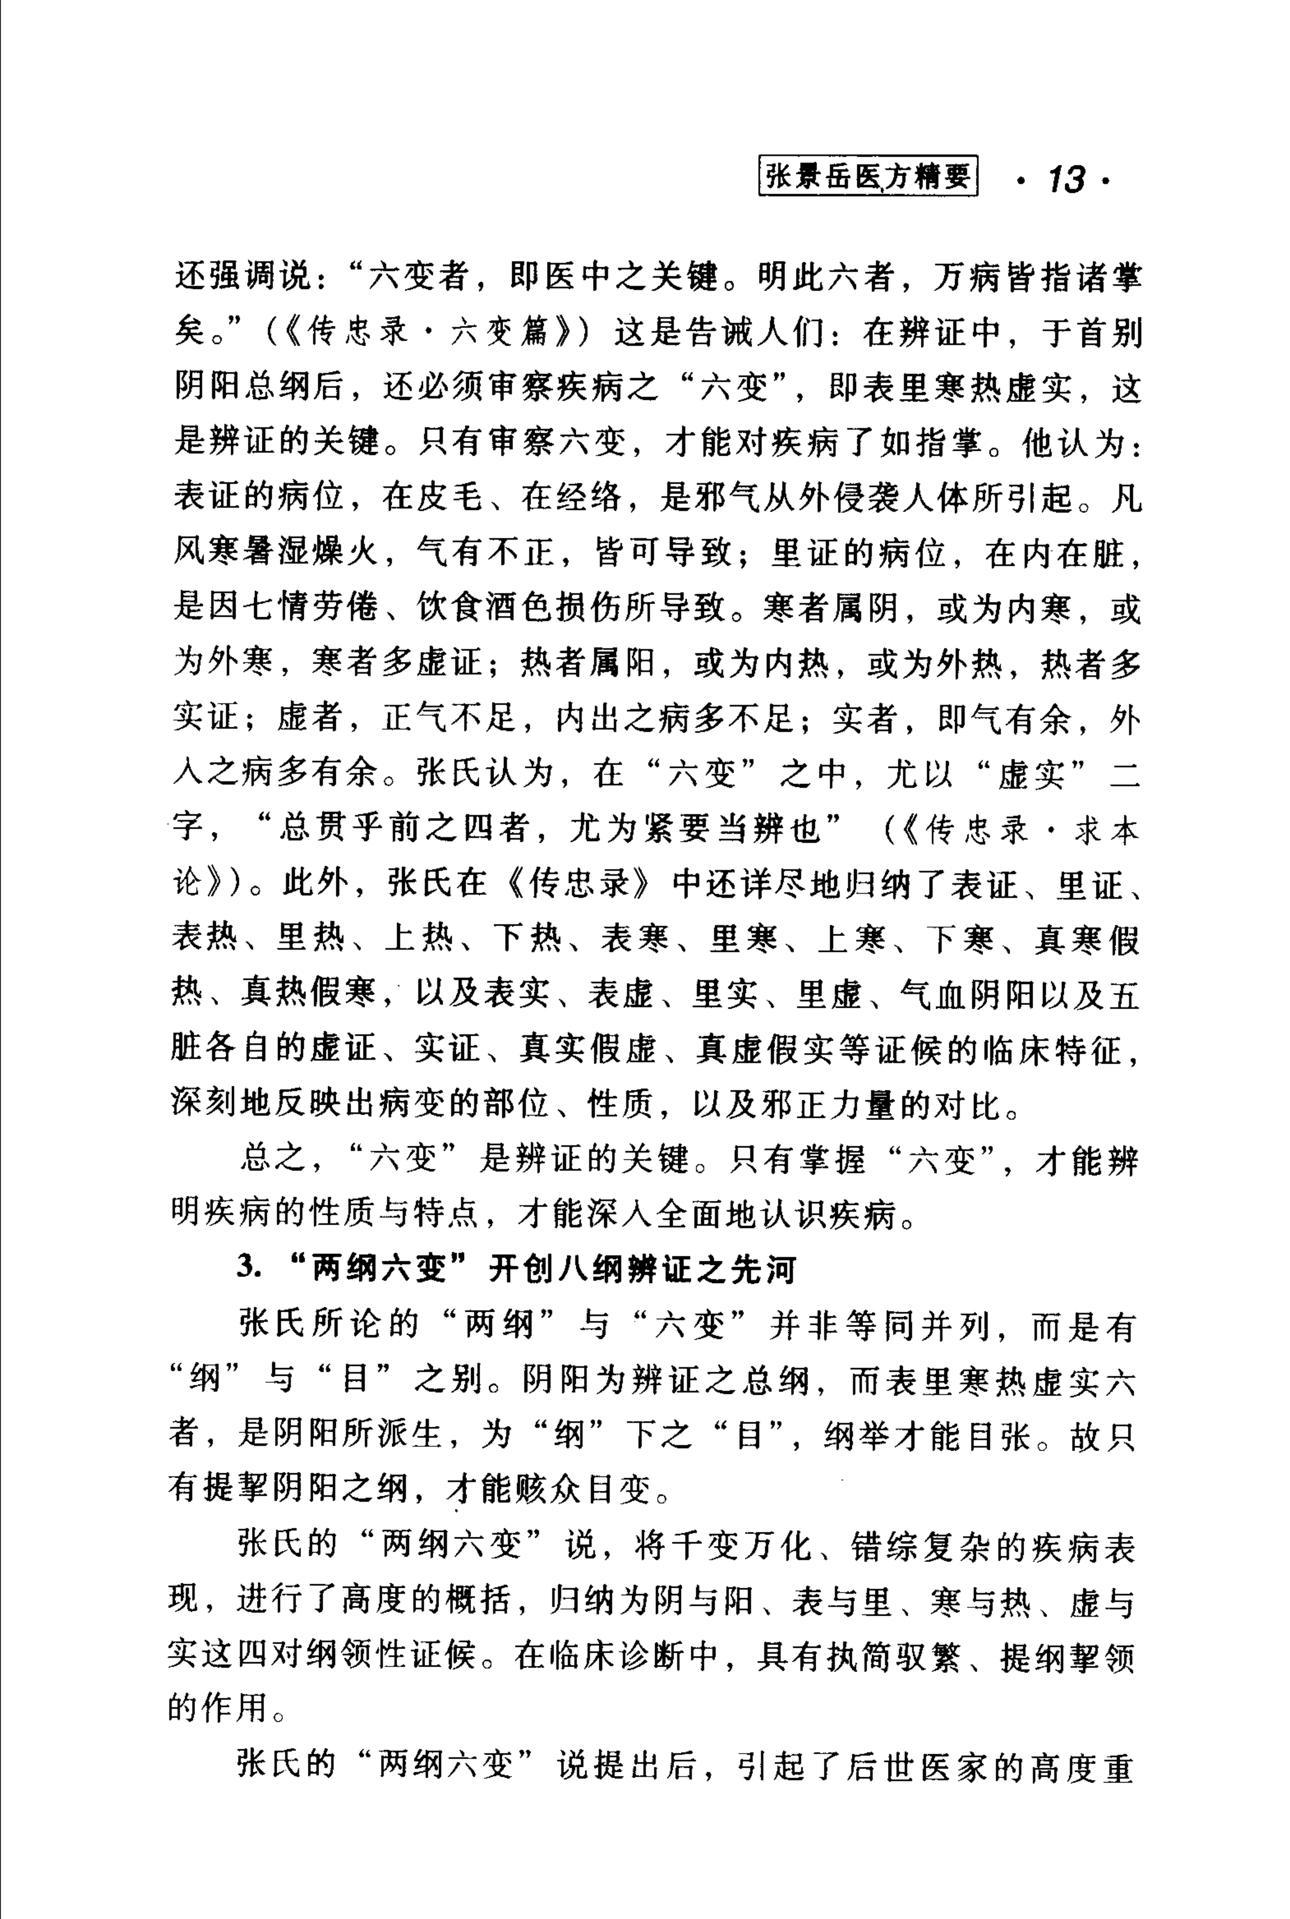 张景岳医方精要 · 13 ·
还强调说：“六变者，即医中之关键。明此六者，万病皆指诸掌
矣。”（《传忠录·六变篇》）这是告诫人们：在辨证中，于首别
阴阳总纲后，还必须审察疾病之“六变”，即表里寒热虚实，这
是辨证的关键。只有审察六变，才能对疾病了如指掌。他认为：
表证的病位，在皮毛、在经络，是邪气从外侵袭人体所引起。凡
风寒暑湿燥火，气有不正，皆可导致；里证的病位，在内在脏，
是因七情劳倦、饮食酒色损伤所导致。寒者属阴，或为内寒，或
为外寒，寒者多虚证；热者属阳，或为内热，或为外热，热者多
实证；虚者，正气不足，内出之病多不足；实者，即气有余，外
入之病多有余。张氏认为，在“六变”之中，尤以“虚实”二
字，“总贯乎前之四者，尤为紧要当辨也”（《传忠录·求本
论》）。此外，张氏在《传忠录》中还详尽地归纳了表证、里证、
表热、里热、上热、下热、表寒、里寒、上寒、下寒、真寒假
热、真热假寒，以及表实、表虚、里实、里虚、气血阴阳以及五
脏各自的虚证、实证、真实假虚、真虚假实等证候的临床特征，
深刻地反映出病变的部位、性质，以及邪正力量的对比。
总之，“六变”是辨证的关键。只有掌握“六变”，才能辨
明疾病的性质与特点，才能深入全面地认识疾病。
3. “两纲六变”开创八纲辨证之先河
张氏所论的“两纲”与“六变”并非等同并列，而是有
“纲”与“目”之别。阴阳为辨证之总纲，而表里寒热虚实六
者，是阴阳所派生，为“纲”下之“目”，纲举才能目张。故只
有提挈阴阳之纲，才能赅众目变。
张氏的“两纲六变”说，将千变万化、错综复杂的疾病表
现，进行了高度的概括，归纳为阴与阳、表与里、寒与热、虚与
实这四对纲领性证候。在临床诊断中，具有执简驭繁、提纲挈领
的作用。
张氏的“两纲六变”说提出后，引起了后世医家的高度重